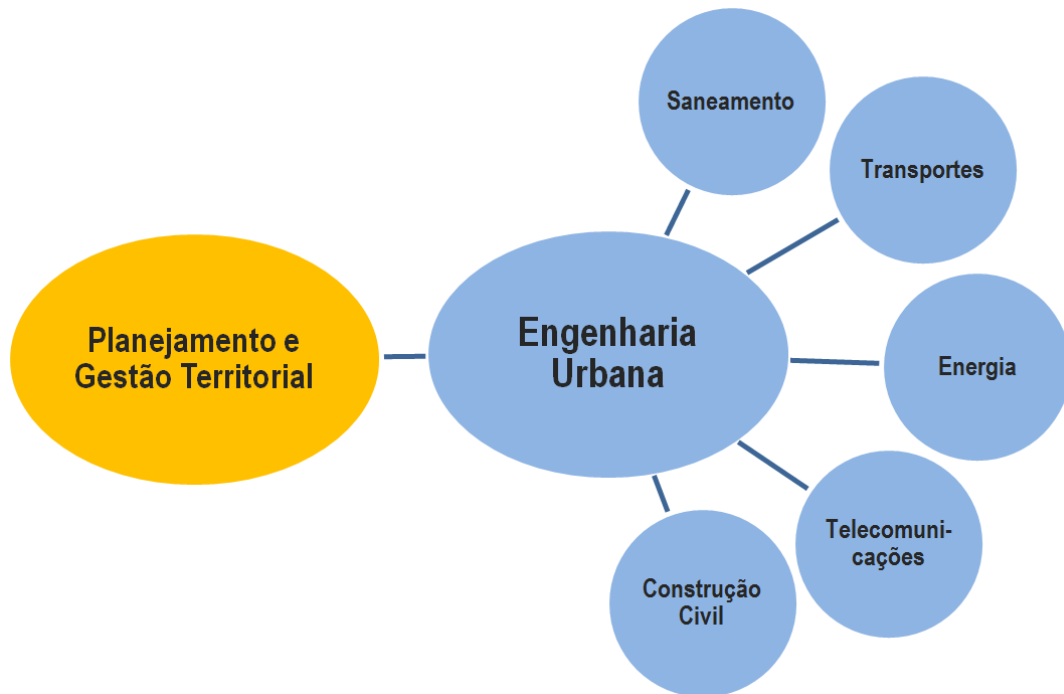 Saneamento
Transportes
Planejamento e
Gestão Territorial
Engenharia
Urbana
Energia
Telecomuni-
cações
Construção
Civil